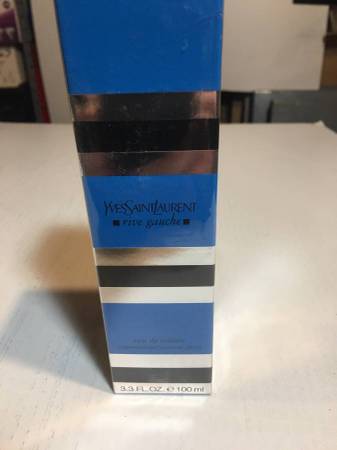 YVESSAINTLAURENT
rive gauche
eau de toilette
3.3 FL.OZ. ℮ 100 ml